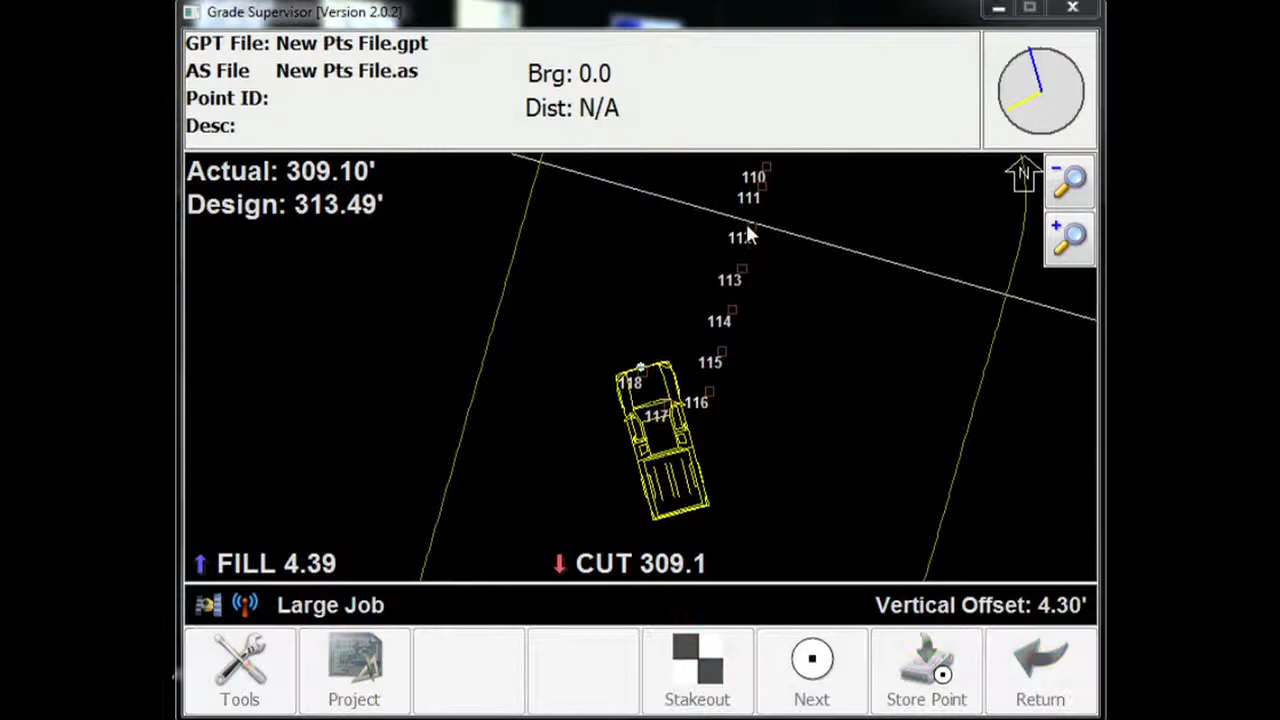 Grade Supervisor [Version 2.0.2]
GPT File: New Pts File.gpt
AS File New Pts File.as
Point ID:
Desc:
Brg: 0.0
Dist: N/A
Actual: 309.10'
Design: 313.49'
N
110
111
113
114
115
116
117
118
FILL 4.39
CUT 309.1
Large Job
Vertical Offset: 4.30'
Tools
Project
Stakeout
Next
Store Point
Return